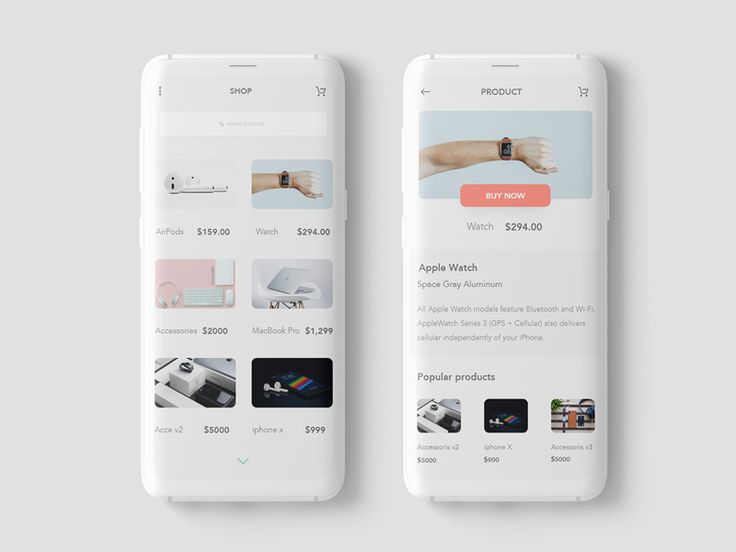 SHOP
search products
AirPods $159.00
Watch $294.00
Accessories $2000
MacBook Pro $1,299
Acce v2 $5000
iphone x $999
PRODUCT
BUY NOW
Watch $294.00
Apple Watch
Space Gray Aluminum
All Apple Watch models feature Bluetooth and Wi-Fi.
AppleWatch Series 3 (GPS + Cellular) also delivers
cellular independently of your iPhone.
Popular products
Accessoris v2
$5000
iphone X
$900
Accessoris v3
$5000